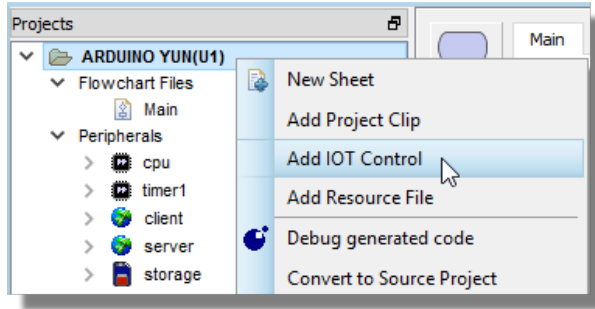 Projects
ARDUINO YUN(U1)
Flowchart Files
Main
Peripherals
cpu
timer1
client
server
storage
Main
New Sheet
Add Project Clip
Add IOT Control
Add Resource File
Debug generated code
Convert to Source Project